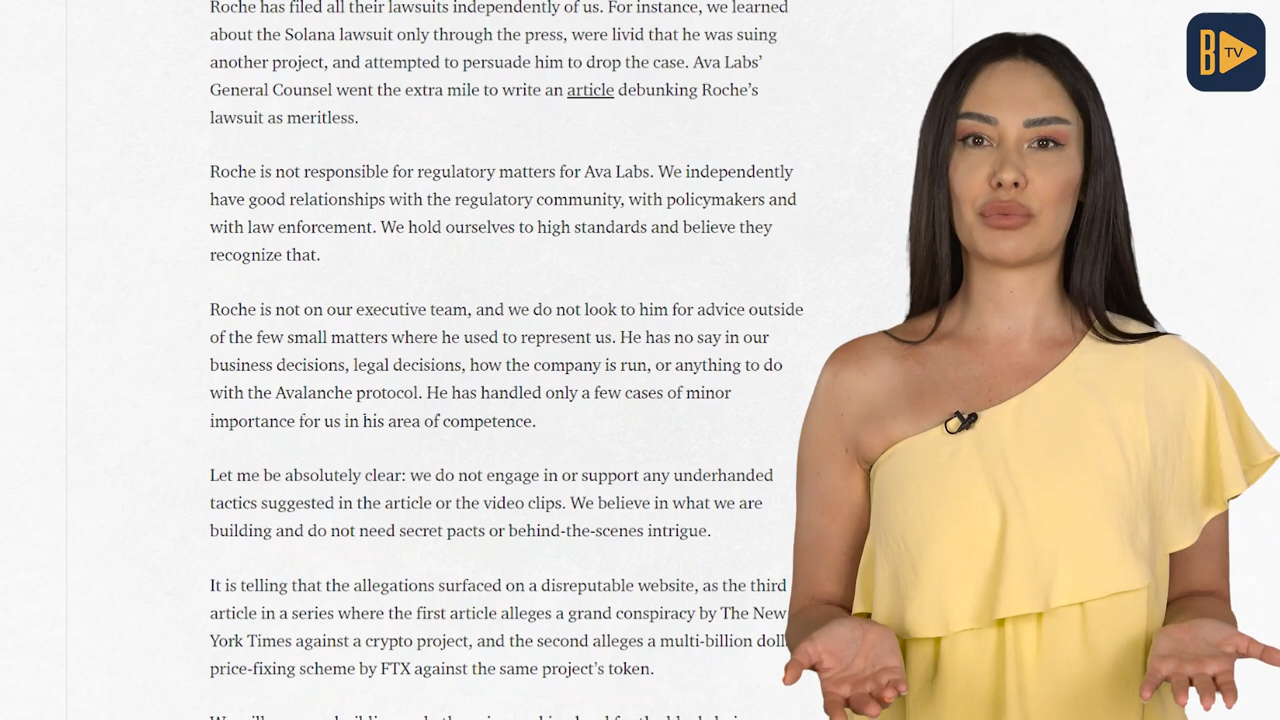 Roche has filed all their lawsuits independently of us. For instance, we learned
about the Solana lawsuit only through the press, were livid that he was suing
another project, and attempted to persuade him to drop the case. Ava Labs’
General Counsel went the extra mile to write an article debunking Roche’s
lawsuit as meritless.
Roche is not responsible for regulatory matters for Ava Labs. We independently
have good relationships with the regulatory community, with policymakers and
with law enforcement. We hold ourselves to high standards and believe they
recognize that.
Roche is not on our executive team, and we do not look to him for advice outside
of the few small matters where he used to represent us. He has no say in our
business decisions, legal decisions, how the company is run, or anything to do
with the Avalanche protocol. He has handled only a few cases of minor
importance for us in his area of competence.
Let me be absolutely clear: we do not engage in or support any underhanded
tactics suggested in the article or the video clips. We believe in what we are
building and do not need secret pacts or behind-the-scenes intrigue.
It is telling that the allegations surfaced on a disreputable website, as the third
article in a series where the first article alleges a grand conspiracy by The New
York Times against a crypto project, and the second alleges a multi-billion
price-fixing scheme by FTX against the same project’s token.
B TV